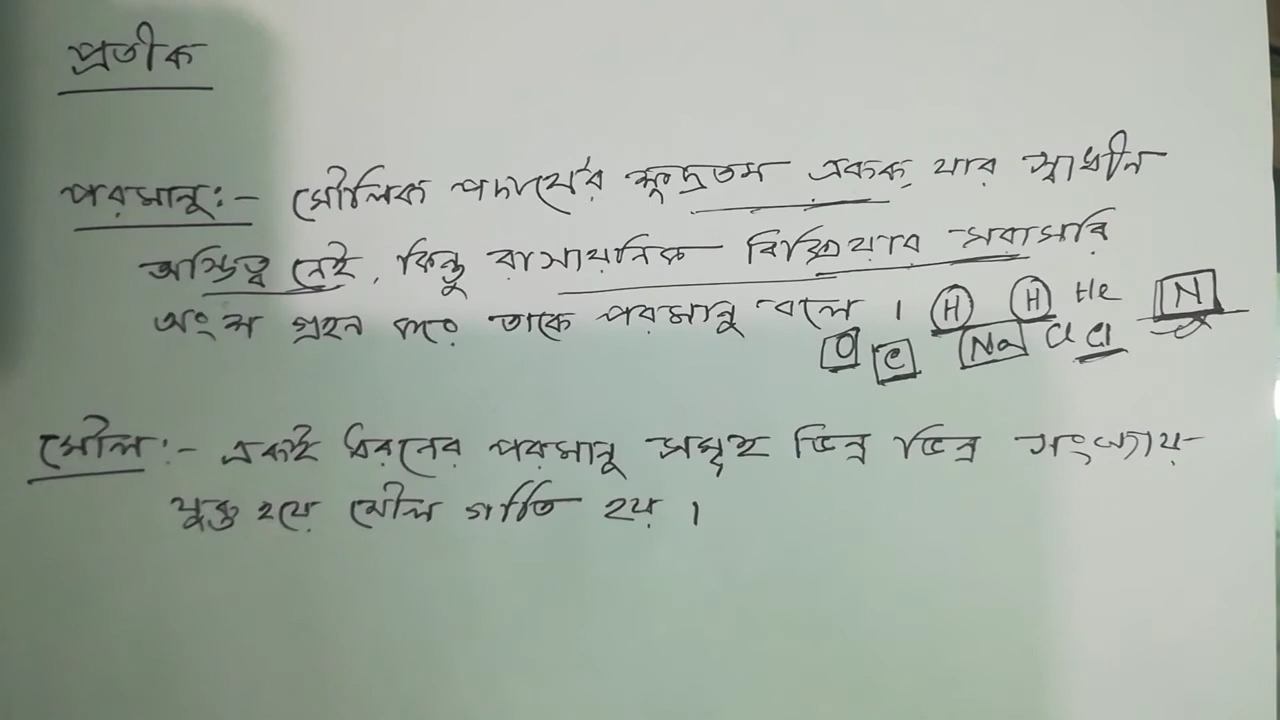 প্রতীক
পরমানু:- মৌলিক পদার্থের ক্ষুদ্রতম একক, যার স্বাধীন
অস্তিত্ব নেই, কিন্তু রাসায়নিক বিক্রিয়ায় সরাসরি
অংশ গ্রহন করে তাকে পরমানু বলে । H H He N
O C Na Cl Cl
মৌল:- একই ধরনের পরমানু সমূহ ভিন্ন ভিন্ন সংখ্যায়
যুক্ত হয়ে মৌল গঠিত হয় ।